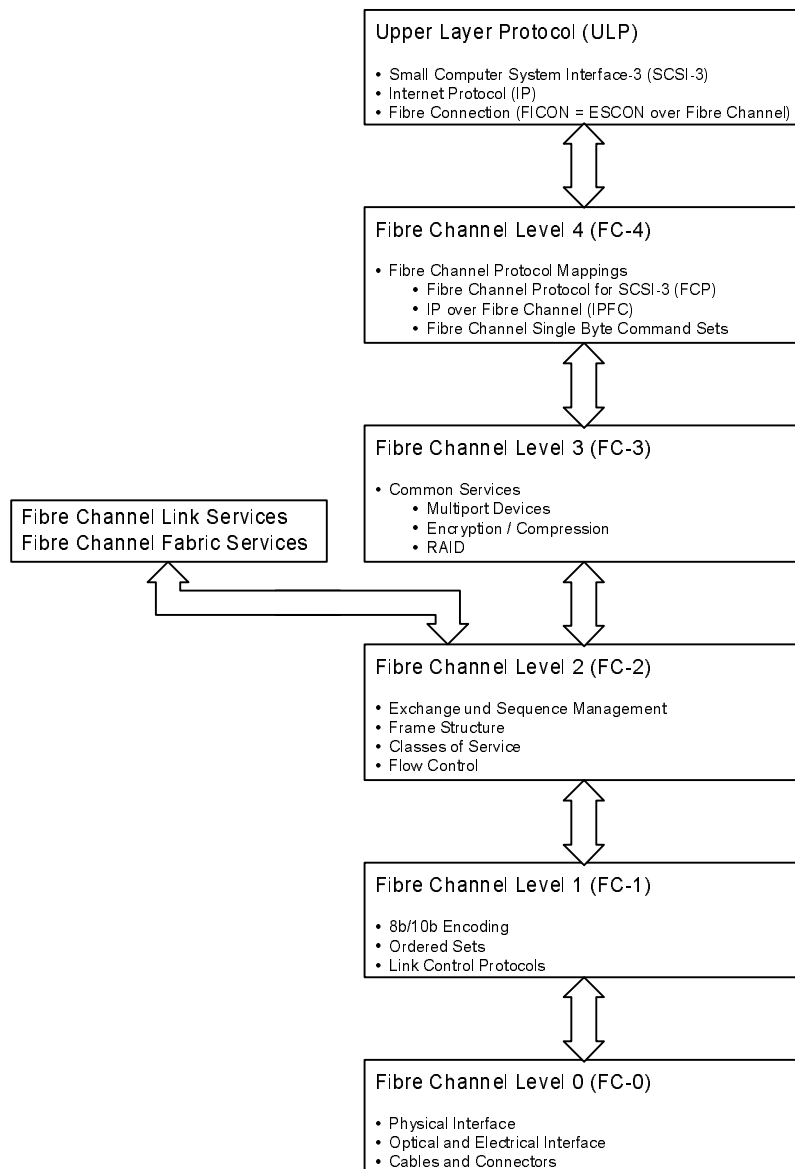 Upper Layer Protocol (ULP)
• Small Computer System Interface-3 (SCSI-3)
• Internet Protocol (IP)
• Fibre Connection (FICON = ESCON over Fibre Channel)
Fibre Channel Level 4 (FC-4)
• Fibre Channel Protocol Mappings
• Fibre Channel Protocol for SCSI-3 (FCP)
• IP over Fibre Channel (IPFC)
• Fibre Channel Single Byte Command Sets
Fibre Channel Level 3 (FC-3)
• Common Services
• Multiport Devices
• Encryption / Compression
• RAID
Fibre Channel Link Services
Fibre Channel Fabric Services
Fibre Channel Level 2 (FC-2)
• Exchange und Sequence Management
• Frame Structure
• Classes of Service
• Flow Control
Fibre Channel Level 1 (FC-1)
• 8b/10b Encoding
• Ordered Sets
• Link Control Protocols
Fibre Channel Level 0 (FC-0)
• Physical Interface
• Optical and Electrical Interface
• Cables and Connectors